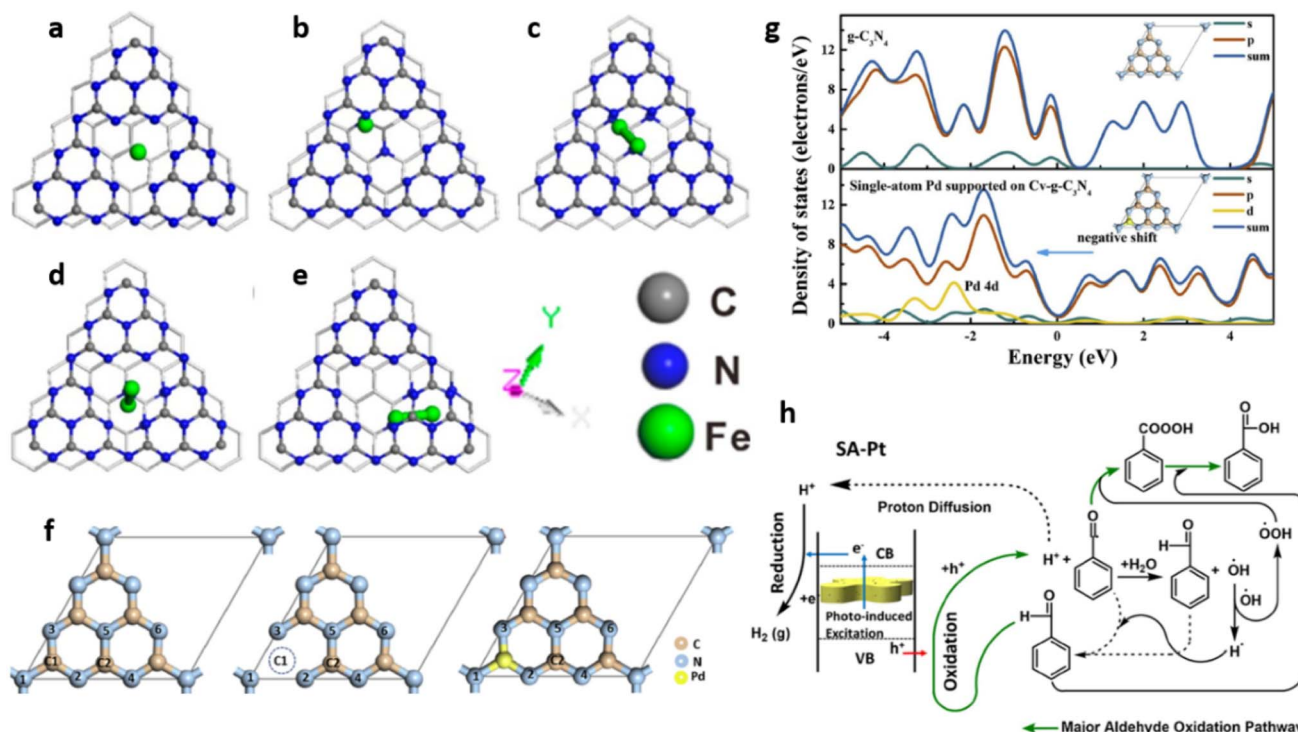 a
b
c
d
e
C
N
Fe
Y
Z
X
f
3
5
6
C1
C2
1
2
4
3
5
6
C1
C2
1
2
4
3
5
6
C2
1
2
4
C
N
Pd
g
Density of states (electrons/eV)
g-C₃N₄
s
p
sum
12
8
4
0
Single-atom Pd supported on Cv-g-C₃N₄
s
p
d
sum
negative shift
Pd 4d
12
8
4
0
-4
-2
0
2
4
Energy (eV)
h
SA-Pt
H⁺
Proton Diffusion
Reduction
+e
H₂ (g)
e⁻
CB
Photo-induced
Excitation
h⁺
VB
Oxidation
+h⁺
H⁺ +
O
O
COOOH
O
OH
H
O
+H₂O
+
ȮH
ȮH
ȮOH
H·
H
O
Major Aldehyde Oxidation Pathway